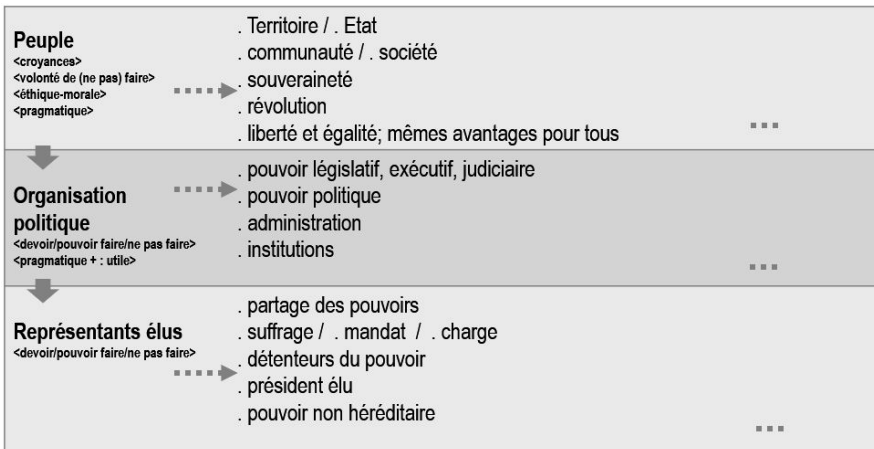 Peuple
<croyances>
<volonté de (ne pas) faire>
<éthique-morale>
<pragmatique>
. Territoire / . Etat
. communauté / . société
. souveraineté
. révolution
. liberté et égalité; mêmes avantages pour tous
...
Organisation
politique
<devoir/pouvoir faire/ne pas faire>
<pragmatique + : utile>
. pouvoir législatif, exécutif, judiciaire
. pouvoir politique
. administration
. institutions
...
Représentants élus
<devoir/pouvoir faire/ne pas faire>
. partage des pouvoirs
. suffrage / . mandat / . charge
. détenteurs du pouvoir
. président élu
. pouvoir non héréditaire
...